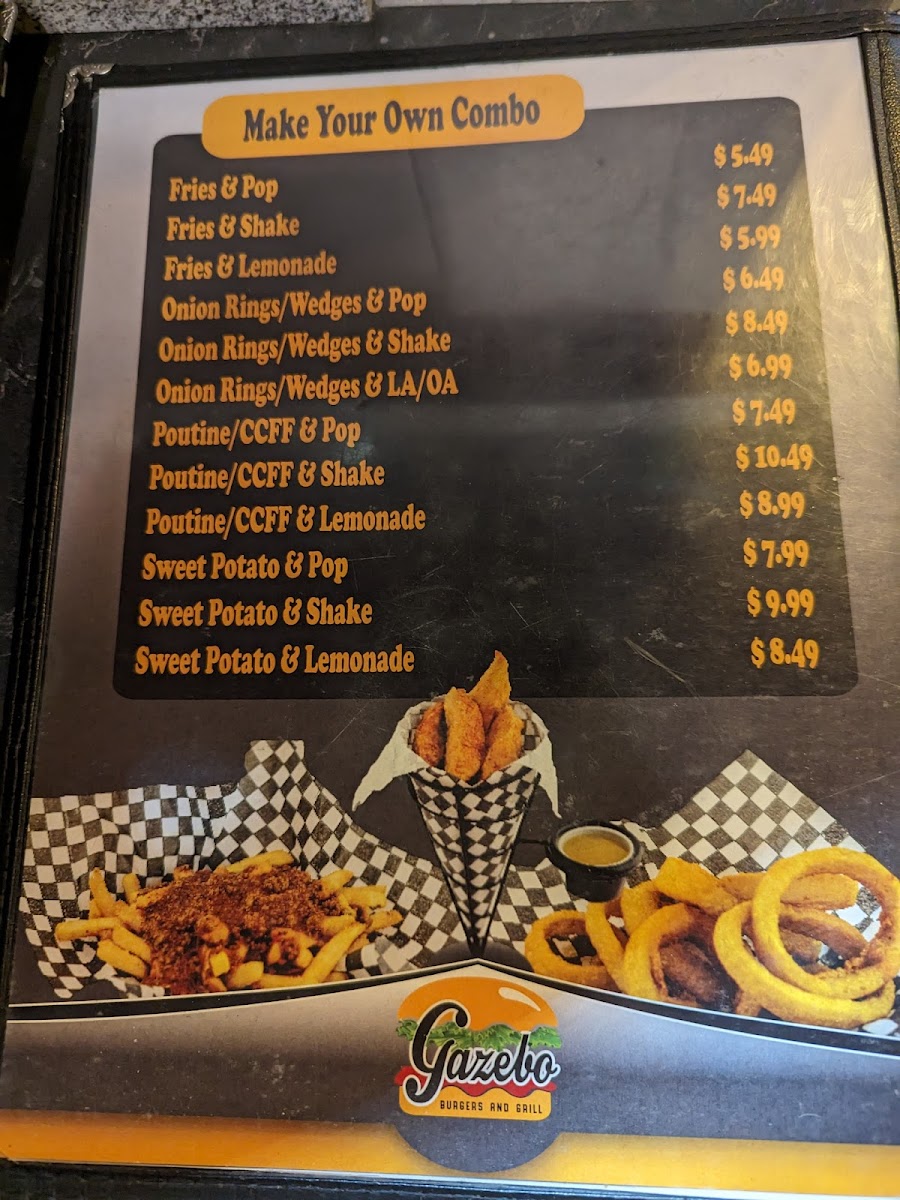 Make Your Own Combo
Fries & Pop $ 5.49
Fries & Shake $ 7.49
Fries & Lemonade $ 5.99
Onion Rings/Wedges & Pop $ 6.49
Onion Rings/Wedges & Shake $ 8.49
Onion Rings/Wedges & LA/OA $ 6.99
Poutine/CCFF & Pop $ 7.49
Poutine/CCFF & Shake $ 10.49
Poutine/CCFF & Lemonade $ 8.99
Sweet Potato & Pop $ 7.99
Sweet Potato & Shake $ 9.99
Sweet Potato & Lemonade $ 8.49
Gazebo
BURGERS AND GRILL